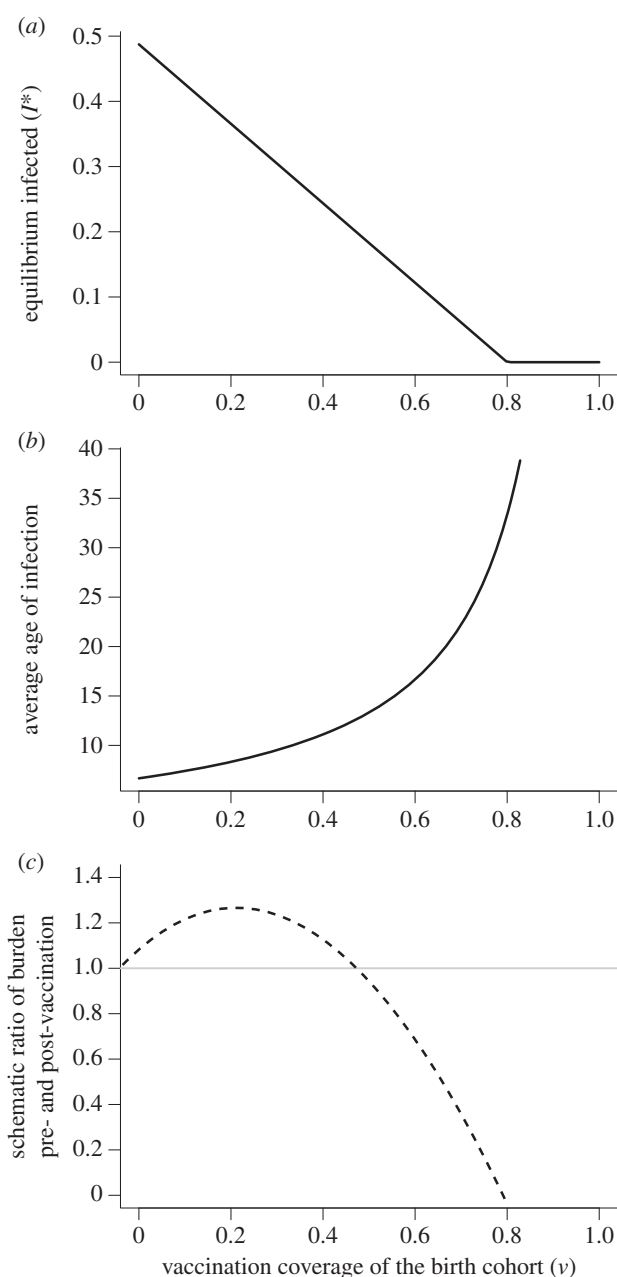 (a)
0.5
0.4
0.3
0.2
0.1
0
equilibrium infected (I*)
0 0.2 0.4 0.6 0.8 1.0
(b)
40
35
30
25
20
15
10
average age of infection
0 0.2 0.4 0.6 0.8 1.0
(c)
1.4
1.2
1.0
0.8
0.6
0.4
0.2
0
schematic ratio of burden
pre- and post-vaccination
0 0.2 0.4 0.6 0.8 1.0
vaccination coverage of the birth cohort (v)